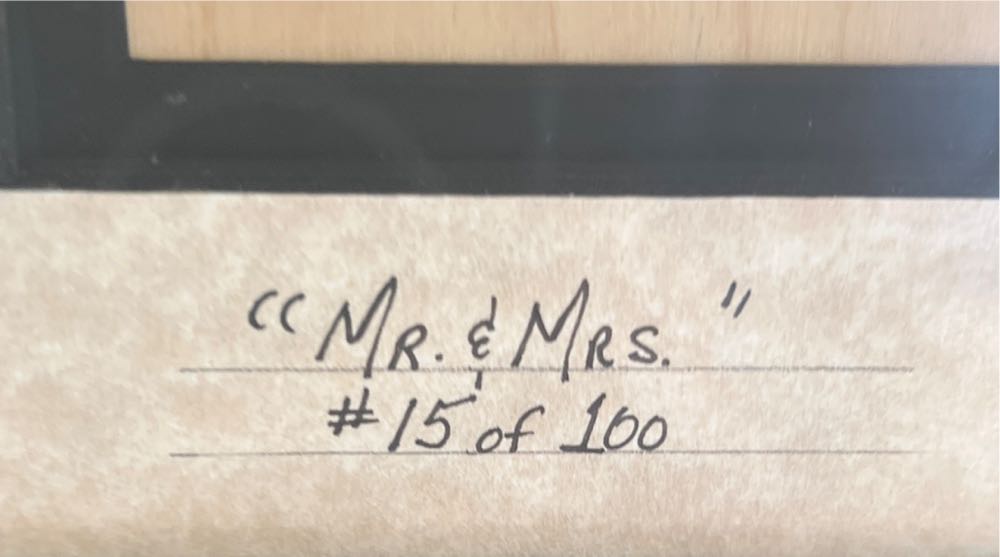 "MR. & MRS."
#15 of 100